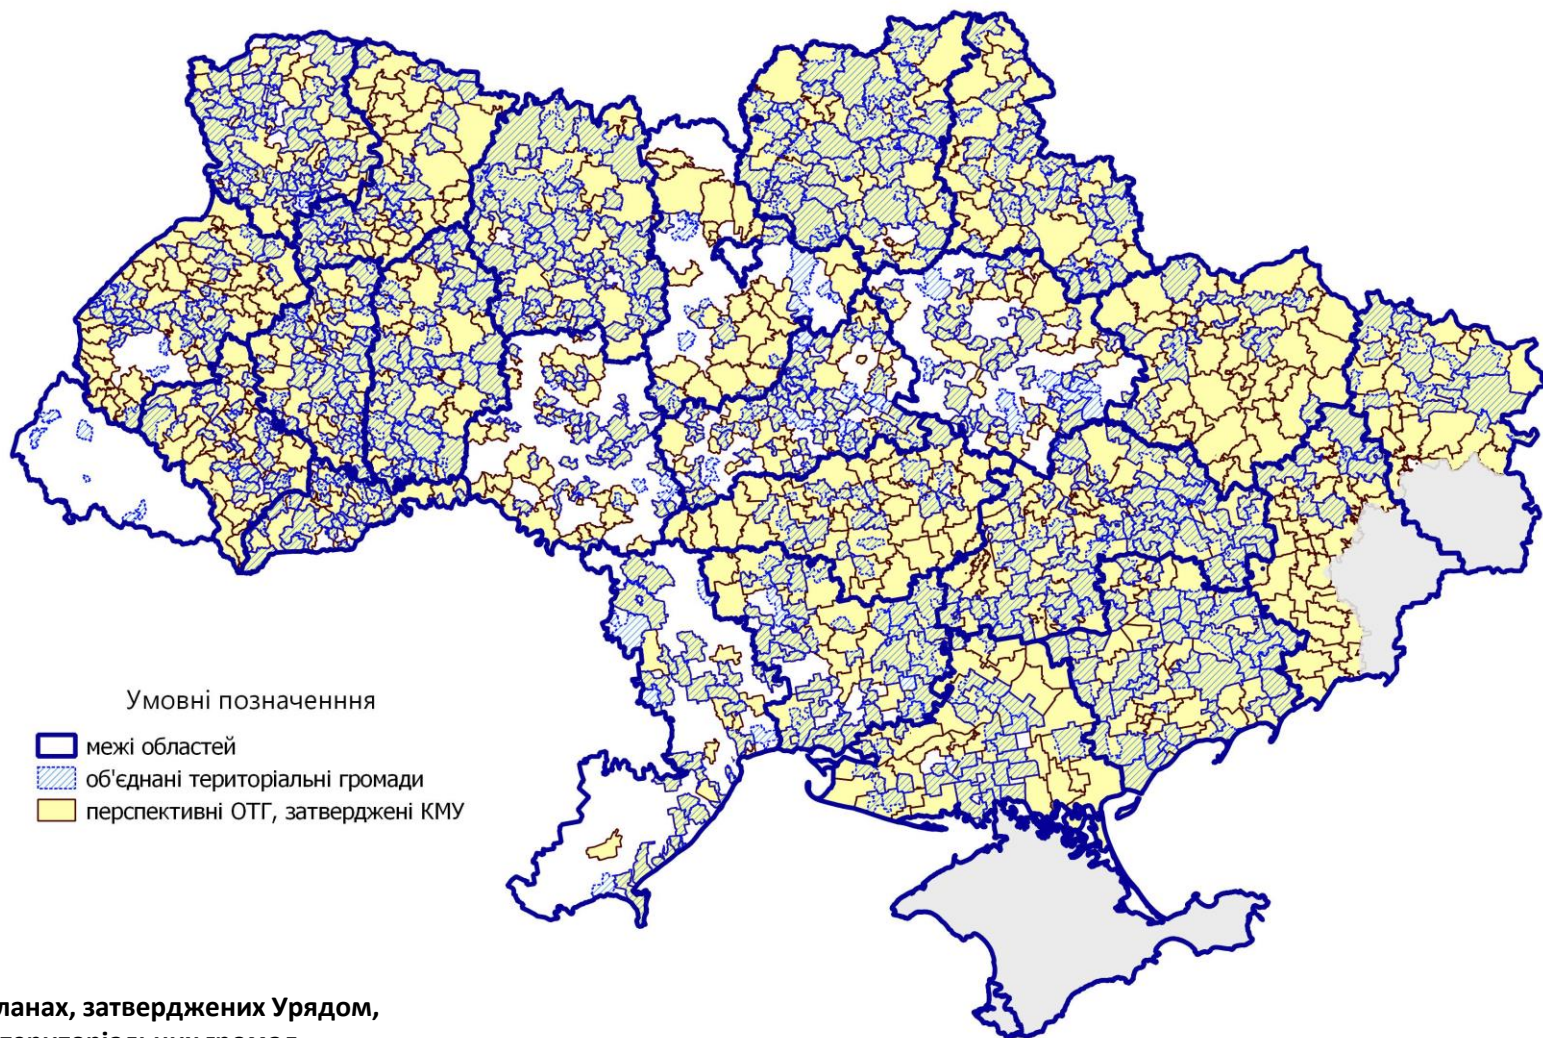 Умовні позначенння
межі областей
об'єднані територіальні громади
перспективні ОТГ, затверджені КМУ
ланах, затверджених Урядом,